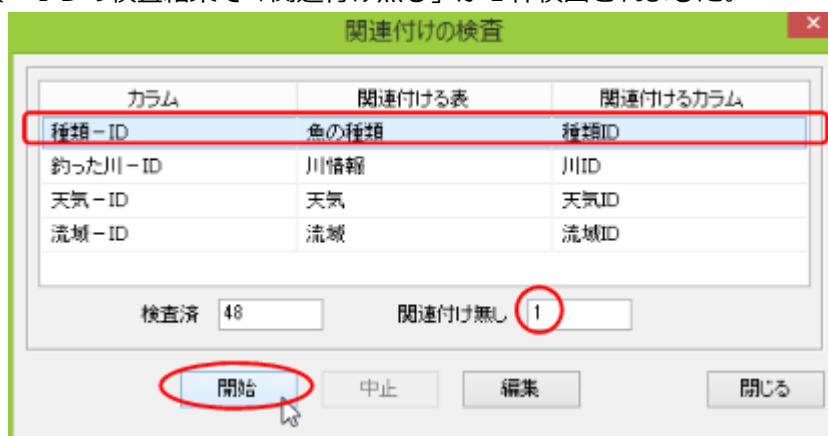 関連付けの検査
カラム 関連付ける表 関連付けるカラム
種類－ID 魚の種類 種類ID
釣った川－ID 川情報 川ID
天気－ID 天気 天気ID
流域－ID 流域 流域ID
検査済 48 関連付け無し 1
開始 中止 編集 閉じる